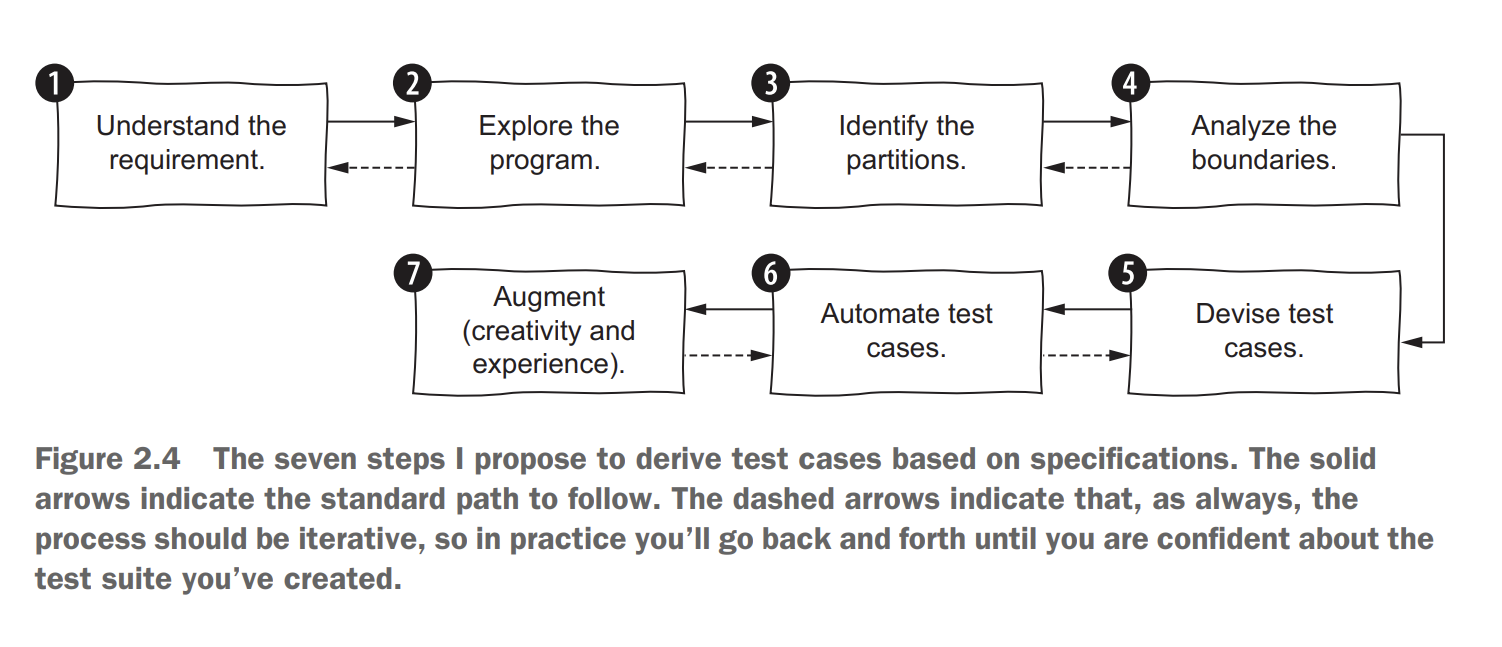 1
Understand the
requirement.
2
Explore the
program.
3
Identify the
partitions.
4
Analyze the
boundaries.
7
Augment
(creativity and
experience).
6
Automate test
cases.
5
Devise test
cases.
Figure 2.4 The seven steps I propose to derive test cases based on specifications. The solid
arrows indicate the standard path to follow. The dashed arrows indicate that, as always, the
process should be iterative, so in practice you’ll go back and forth until you are confident about the
test suite you’ve created.